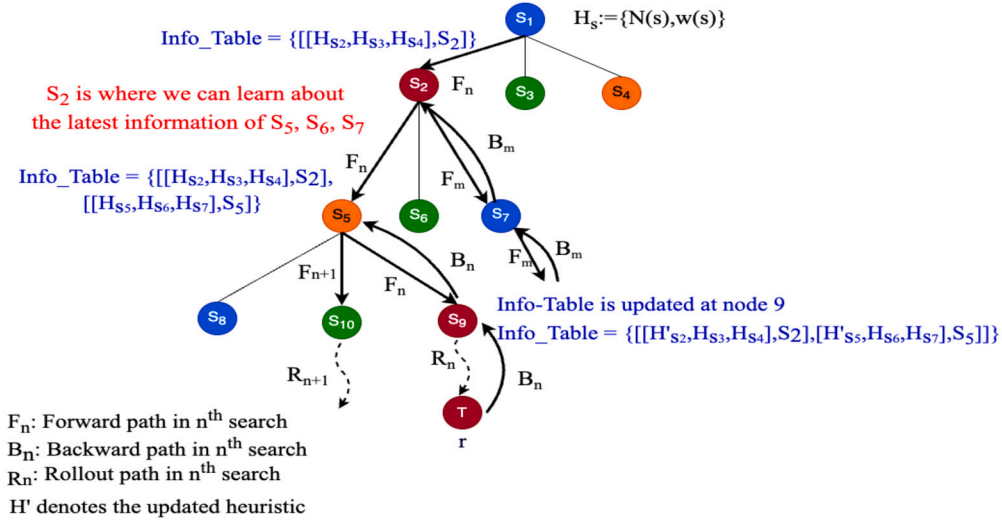 S1
Hs:={N(s),w(s)}
Info_Table = {[[Hs2,Hs3,Hs4],S2]}
S2
Fn
S3
S4
S2 is where we can learn about
the latest information of S5, S6, S7
Bm
Fn
Fm
Info_Table = {[[Hs2,Hs3,Hs4],S2],
[[Hs5,Hs6,Hs7],S5]}
S5
S6
S7
Bn
Fm
Bm
Fn+1
Fn
S8
S10
S9
Info-Table is updated at node 9
Info_Table = {[[H's2,Hs3,Hs4],S2],[H's5,Hs6,Hs7],S5]]}
Rn+1
Rn
Bn
T
r
Fn: Forward path in nth search
Bn: Backward path in nth search
Rn: Rollout path in nth search
H' denotes the updated heuristic